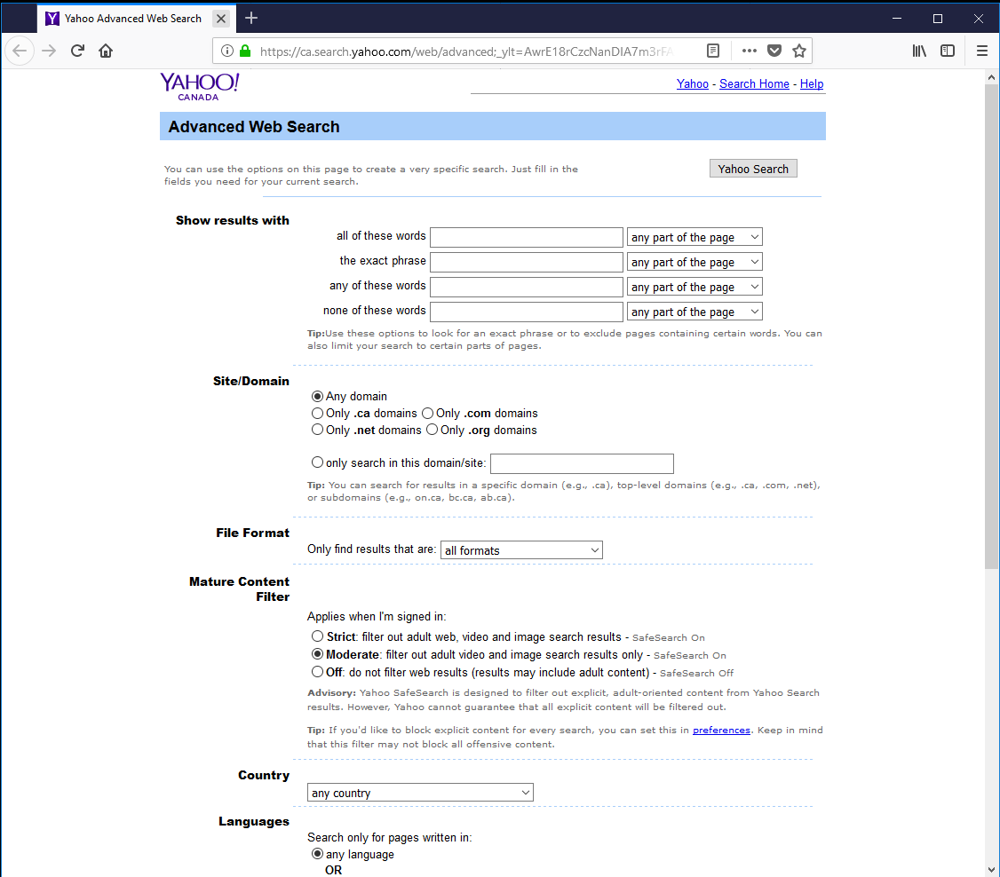 Yahoo Advanced Web Search
https://ca.search.yahoo.com/web/advanced;_ylt=AwrE18rCzcNanDIA7m3rFA
YAHOO!
CANADA
Yahoo - Search Home - Help
Advanced Web Search
You can use the options on this page to create a very specific search. Just fill in the
fields you need for your current search.
Yahoo Search
Show results with
all of these words any part of the page
the exact phrase any part of the page
any of these words any part of the page
none of these words any part of the page
Tip:Use these options to look for an exact phrase or to exclude pages containing certain words. You can
also limit your search to certain parts of pages.
Site/Domain
Any domain
Only .ca domains Only .com domains
Only .net domains Only .org domains
only search in this domain/site:
Tip: You can search for results in a specific domain (e.g., .ca), top-level domains (e.g., .ca, .com, .net),
or subdomains (e.g., on.ca, bc.ca, ab.ca).
File Format
Only find results that are: all formats
Mature Content
Filter
Applies when I'm signed in:
Strict: filter out adult web, video and image search results - SafeSearch On
Moderate: filter out adult video and image search results only - SafeSearch On
Off: do not filter web results (results may include adult content) - SafeSearch Off
Advisory: Yahoo SafeSearch is designed to filter out explicit, adult-oriented content from Yahoo Search
results. However, Yahoo cannot guarantee that all explicit content will be filtered out.
Tip: If you'd like to block explicit content for every search, you can set this in preferences. Keep in mind
that this filter may not block all offensive content.
Country
any country
Languages
Search only for pages written in:
any language
OR